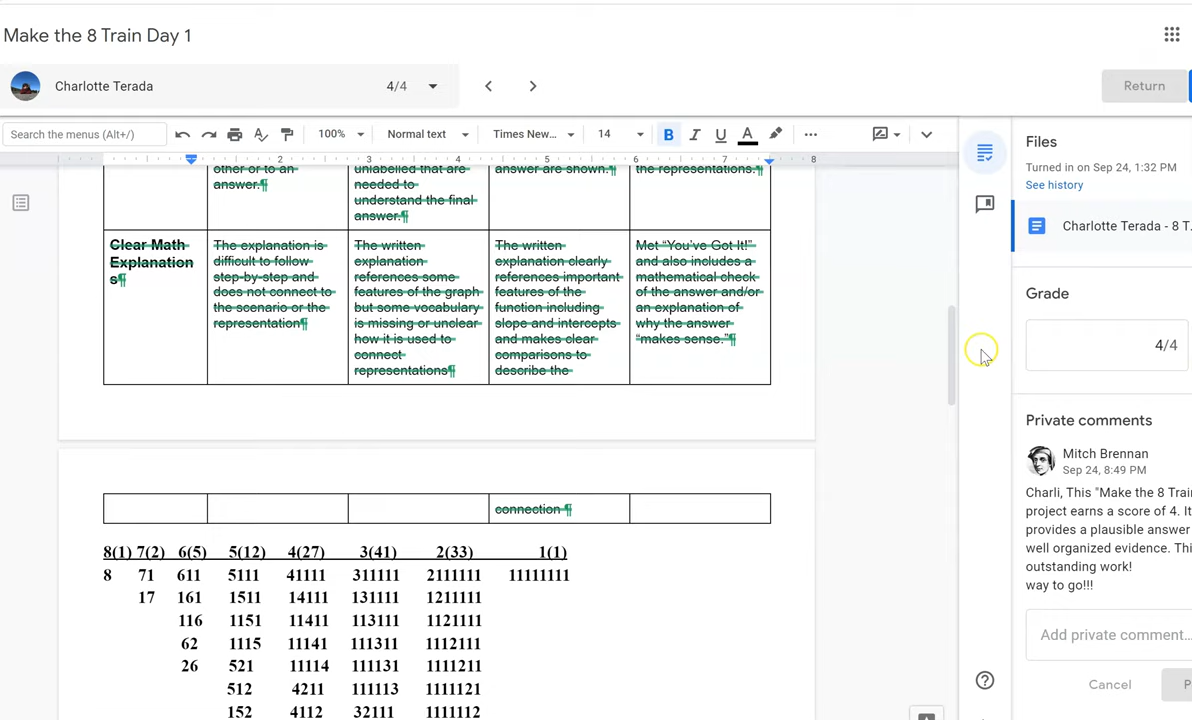 Make the 8 Train Day 1
Charlotte Terada 4/4 Return
Search the menus (Alt+/) 100% Normal text Times New... 14 B I U A
2 3 4 5 6 7 8
other or to an
answer.¶
unlabelled that are
needed to
understand the final
answer.¶
answer are shown.¶
the representations.¶
Clear Math
Explanation
s¶
The explanation is
difficult to follow
step-by-step and
does not connect to
the scenario or the
representation¶
The written
explanation
references some
features of the graph
but some vocabulary
is missing or unclear
how it is used to
connect
representations¶
The written
explanation clearly
references important
features of the
function including
slope and intercepts
and makes clear
comparisons to
describe the
Met “You’ve Got It!”
and also includes a
mathematical check
of the answer and/or
an explanation of
why the answer
“makes sense.”¶
connection ¶
8(1) 7(2) 6(5) 5(12) 4(27) 3(41) 2(33) 1(1)
8 71 611 5111 41111 311111 2111111 11111111
17 161 1511 14111 131111 1211111
116 1151 11411 113111 1121111
62 1115 11141 111311 1112111
26 521 11114 111131 1111211
512 4211 111113 1111121
152 4112 32111 1111112
Files
Turned in on Sep 24, 1:32 PM
See history
Charlotte Terada - 8 T...
Grade
4/4
Private comments
Mitch Brennan
Sep 24, 8:49 PM
Charli, This "Make the 8 Trai
project earns a score of 4. It
provides a plausible answer
well organized evidence. Thi
outstanding work!
way to go!!!
Add private comment...
Cancel P